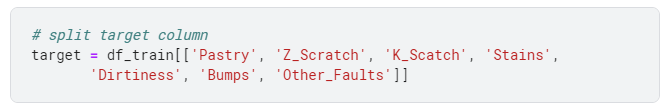 # split target column
target = df_train[['Pastry', 'Z_Scratch', 'K_Scatch', 'Stains',
'Dirtiness', 'Bumps', 'Other_Faults']]